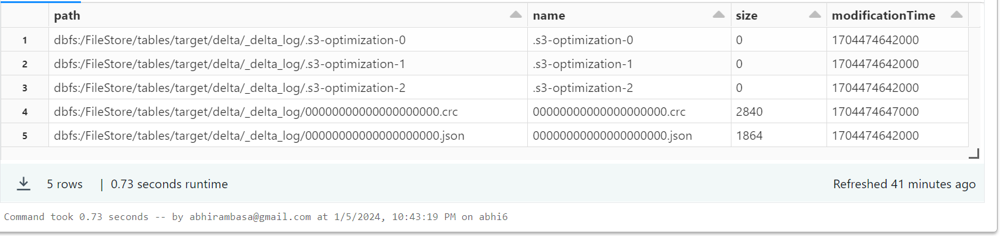 path name size modificationTime
1 dbfs:/FileStore/tables/target/delta/_delta_log/.s3-optimization-0 .s3-optimization-0 0 1704474642000
2 dbfs:/FileStore/tables/target/delta/_delta_log/.s3-optimization-1 .s3-optimization-1 0 1704474642000
3 dbfs:/FileStore/tables/target/delta/_delta_log/.s3-optimization-2 .s3-optimization-2 0 1704474642000
4 dbfs:/FileStore/tables/target/delta/_delta_log/00000000000000000000.crc 00000000000000000000.crc 2840 1704474647000
5 dbfs:/FileStore/tables/target/delta/_delta_log/00000000000000000000.json 00000000000000000000.json 1864 1704474642000
5 rows | 0.73 seconds runtime Refreshed 41 minutes ago
Command took 0.73 seconds -- by abhirambasa@gmail.com at 1/5/2024, 10:43:19 PM on abhi6